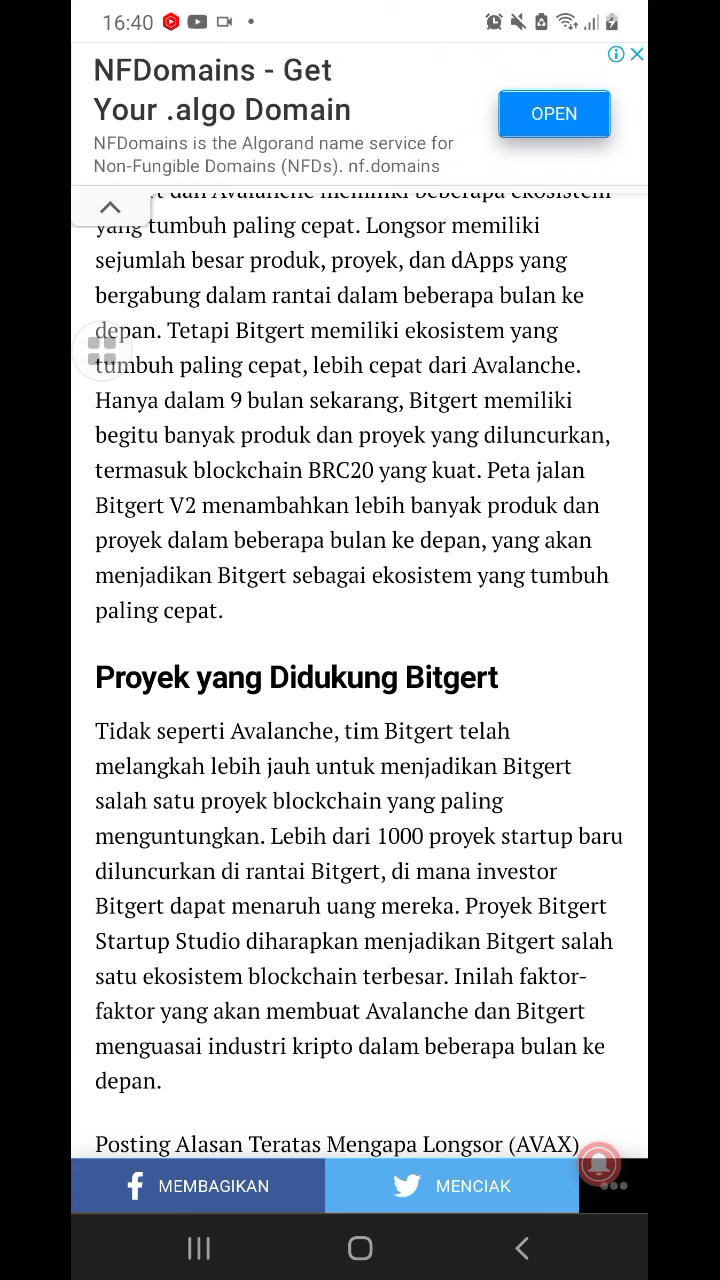 16:40
NFDomains - Get
Your .algo Domain
OPEN
NFDomains is the Algorand name service for
Non-Fungible Domains (NFDs). nf.domains
dan Avalanche memiliki beberapa ekosistem
yang tumbuh paling cepat. Longsor memiliki
sejumlah besar produk, proyek, dan dApps yang
bergabung dalam rantai dalam beberapa bulan ke
depan. Tetapi Bitgert memiliki ekosistem yang
tumbuh paling cepat, lebih cepat dari Avalanche.
Hanya dalam 9 bulan sekarang, Bitgert memiliki
begitu banyak produk dan proyek yang diluncurkan,
termasuk blockchain BRC20 yang kuat. Peta jalan
Bitgert V2 menambahkan lebih banyak produk dan
proyek dalam beberapa bulan ke depan, yang akan
menjadikan Bitgert sebagai ekosistem yang tumbuh
paling cepat.
Proyek yang Didukung Bitgert
Tidak seperti Avalanche, tim Bitgert telah
melangkah lebih jauh untuk menjadikan Bitgert
salah satu proyek blockchain yang paling
menguntungkan. Lebih dari 1000 proyek startup baru
diluncurkan di rantai Bitgert, di mana investor
Bitgert dapat menaruh uang mereka. Proyek Bitgert
Startup Studio diharapkan menjadikan Bitgert salah
satu ekosistem blockchain terbesar. Inilah faktor-
faktor yang akan membuat Avalanche dan Bitgert
menguasai industri kripto dalam beberapa bulan ke
depan.
Posting Alasan Teratas Mengapa Longsor (AVAX)
MEMBAGIKAN
MENCIAK